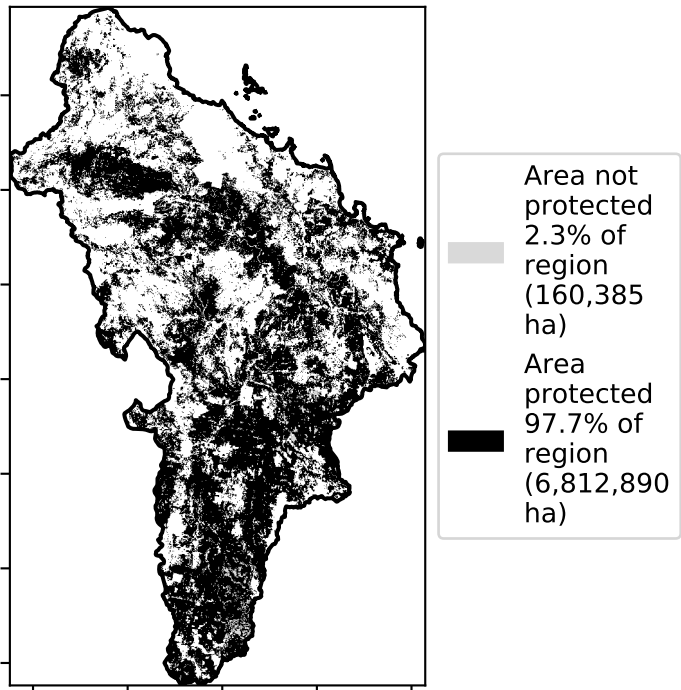 Area not
protected
2.3% of
region
(160,385
ha)
Area
protected
97.7% of
region
(6,812,890
ha)